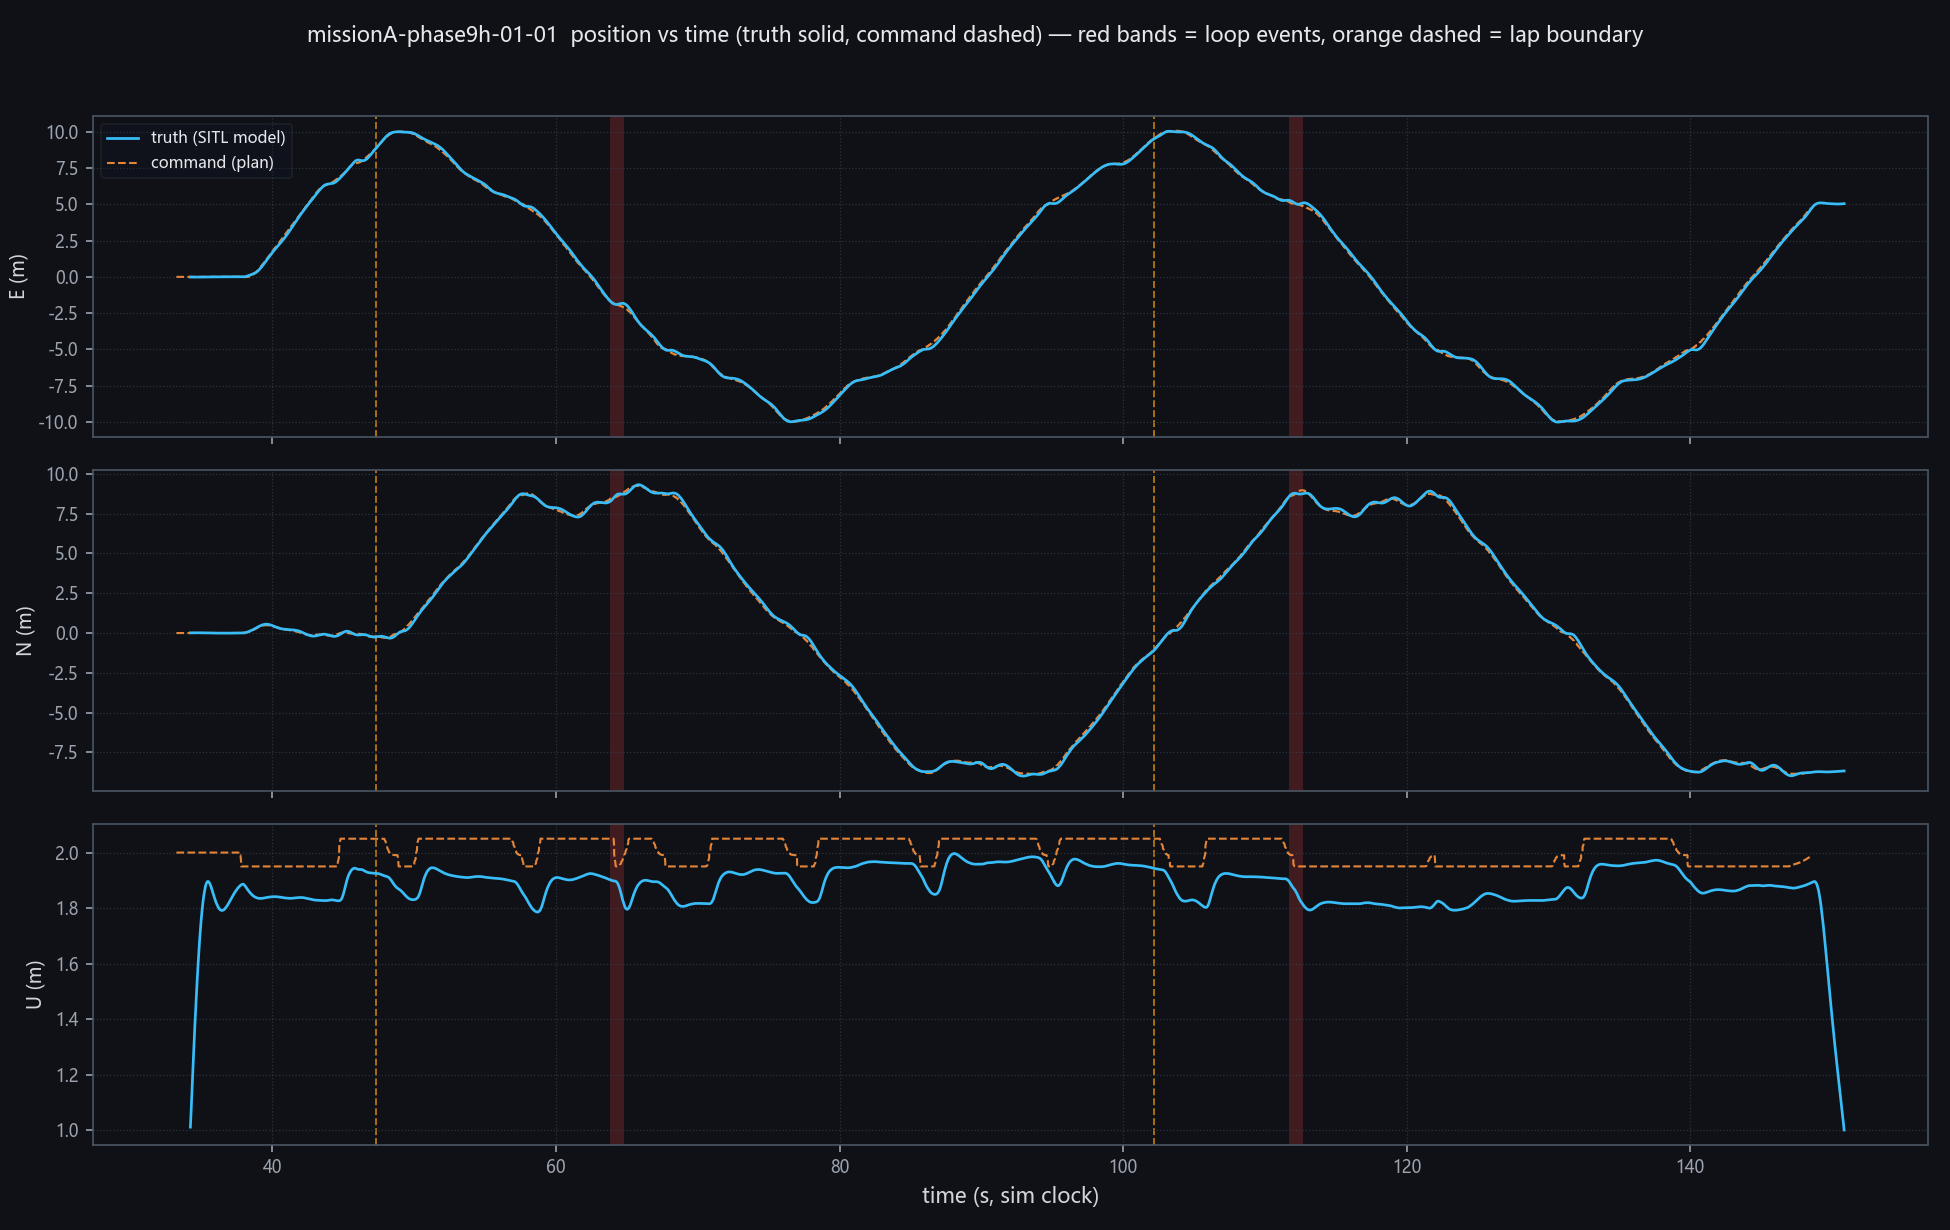 missionA-phase9h-01-01  position vs time (truth solid, command dashed) — red bands = loop events, orange dashed = lap boundary
truth (SITL model)
command (plan)
E (m)
10.0
7.5
5.0
2.5
0.0
-2.5
-5.0
-7.5
-10.0
N (m)
10.0
7.5
5.0
2.5
0.0
-2.5
-5.0
-7.5
U (m)
2.0
1.8
1.6
1.4
1.2
1.0
40 60 80 100 120 140
time (s, sim clock)